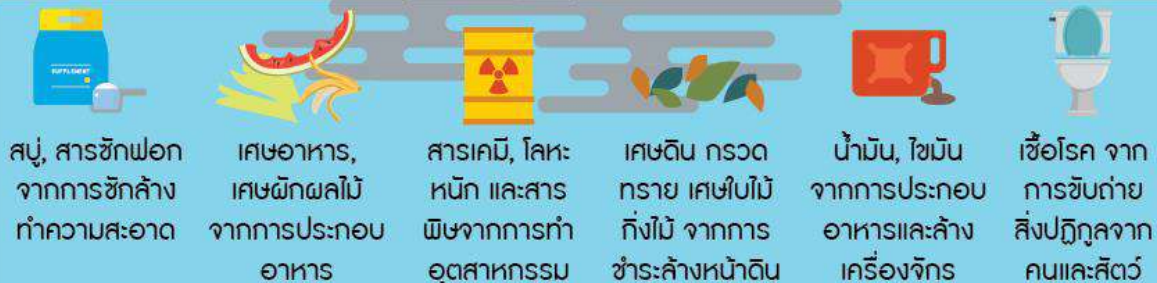 SUPPLEMENT
สบู่, สารซักฟอก
จากการซักล้าง
ทำความสะอาด
เศษอาหาร,
เศษผักผลไม้
จากการประกอบ
อาหาร
สารเคมี, โลหะ
หนัก และสาร
พิษจากการทำ
อุตสาหกรรม
เศษดิน กรวด
ทราย เศษใบไม้
กิ่งไม้ จากการ
ชำระล้างหน้าดิน
น้ำมัน, ไขมัน
จากการประกอบ
อาหารและล้าง
เครื่องจักร
เชื้อโรค จาก
การขับถ่าย
สิ่งปฏิกูลจาก
คนและสัตว์